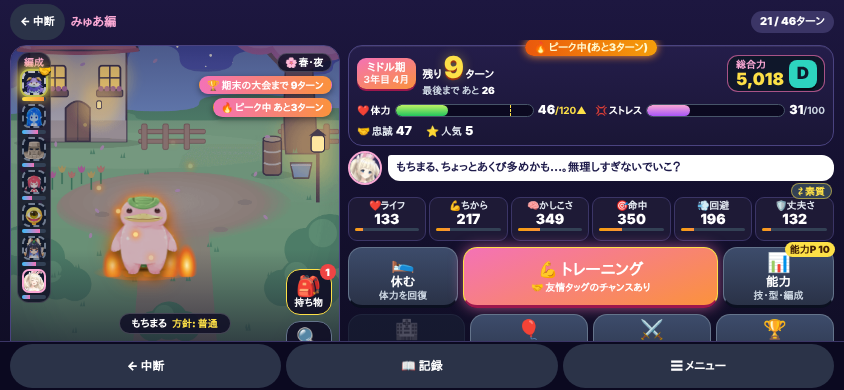 ← 中断
みゅあ編
21 / 46ターン
編成
🌸春・夜
🏆期末の大会まで 9ターン
🔥 ピーク中 あと3ターン
1
持ち物
もちまる 方針: 普通
🔥 ピーク中(あと3ターン)
ミドル期
3年目 4月
残り9ターン
最後まで あと 26
総合力
5,018 D
❤️体力 46/120▲
💢ストレス 31/100
🤝忠誠 47 ⭐人気 5
もちまる、ちょっとあくび多めかも…。無理しすぎないでいこ?
⇄素質
❤️ライフ
133
💪ちから
217
🧠かしこさ
349
🎯命中
350
💨回避
196
🛡️丈夫さ
132
休む
体力を回復
💪 トレーニング
🤝友情タッグのチャンスあり
能力P 10
能力
技・型・編成
← 中断
📖 記録
☰メニュー